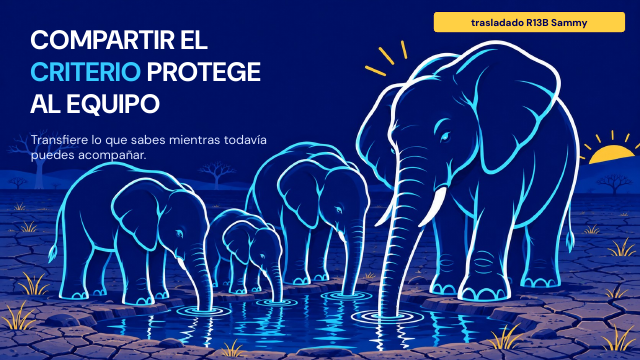 trasladado R13B Sammy
COMPARTIR EL
CRITERIO PROTEGE
AL EQUIPO
Transfiere lo que sabes mientras todavía
puedes acompañar.